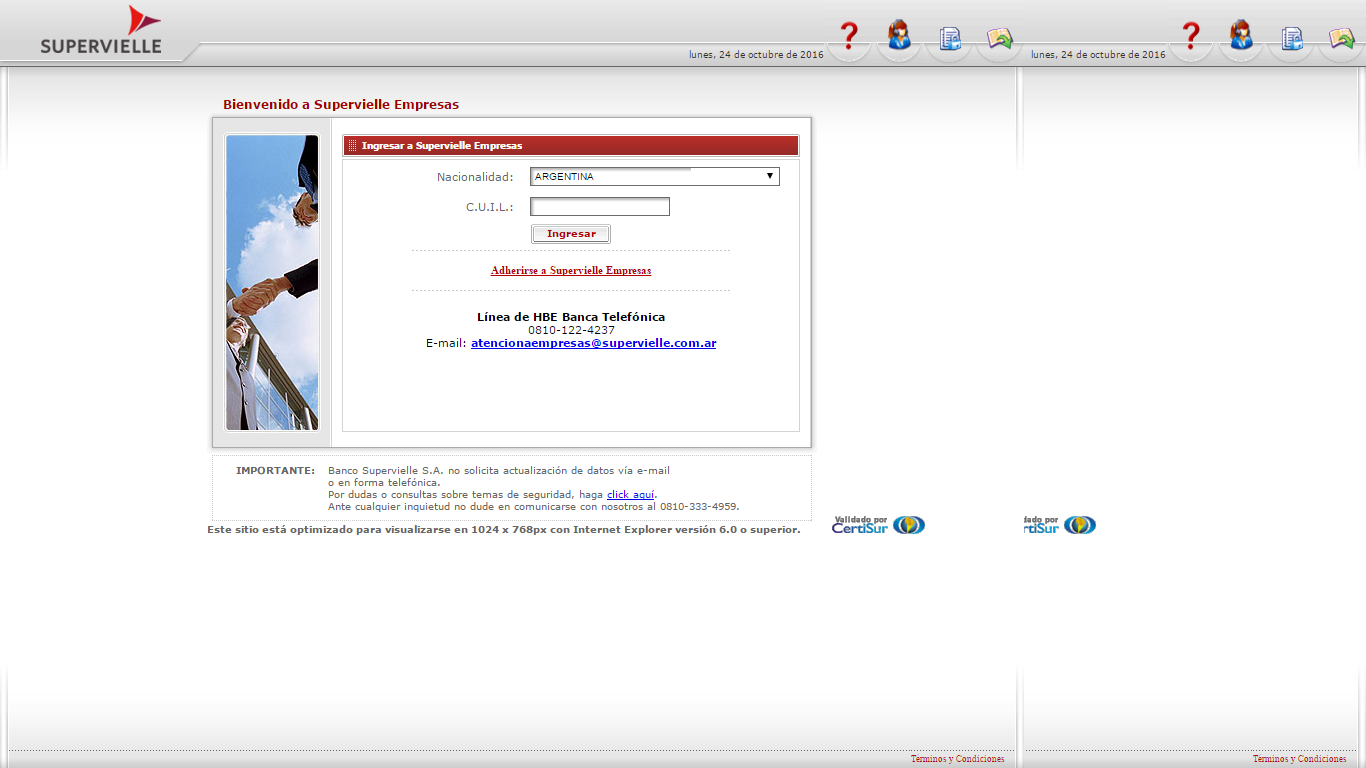 SUPERVIELLE
lunes, 24 de octubre de 2016
lunes, 24 de octubre de 2016
Bienvenido a Supervielle Empresas
Ingresar a Supervielle Empresas
Nacionalidad: ARGENTINA
C.U.I.L.:
Ingresar
Adherirse a Supervielle Empresas
Línea de HBE Banca Telefónica
0810-122-4237
E-mail: atencionaempresas@supervielle.com.ar
IMPORTANTE: Banco Supervielle S.A. no solicita actualización de datos vía e-mail
o en forma telefónica.
Por dudas o consultas sobre temas de seguridad, haga click aquí.
Ante cualquier inquietud no dude en comunicarse con nosotros al 0810-333-4959.
Este sitio está optimizado para visualizarse en 1024 x 768px con Internet Explorer versión 6.0 o superior.
Validado por
CertiSur
dado por
rtiSur
Terminos y Condiciones
Terminos y Condiciones